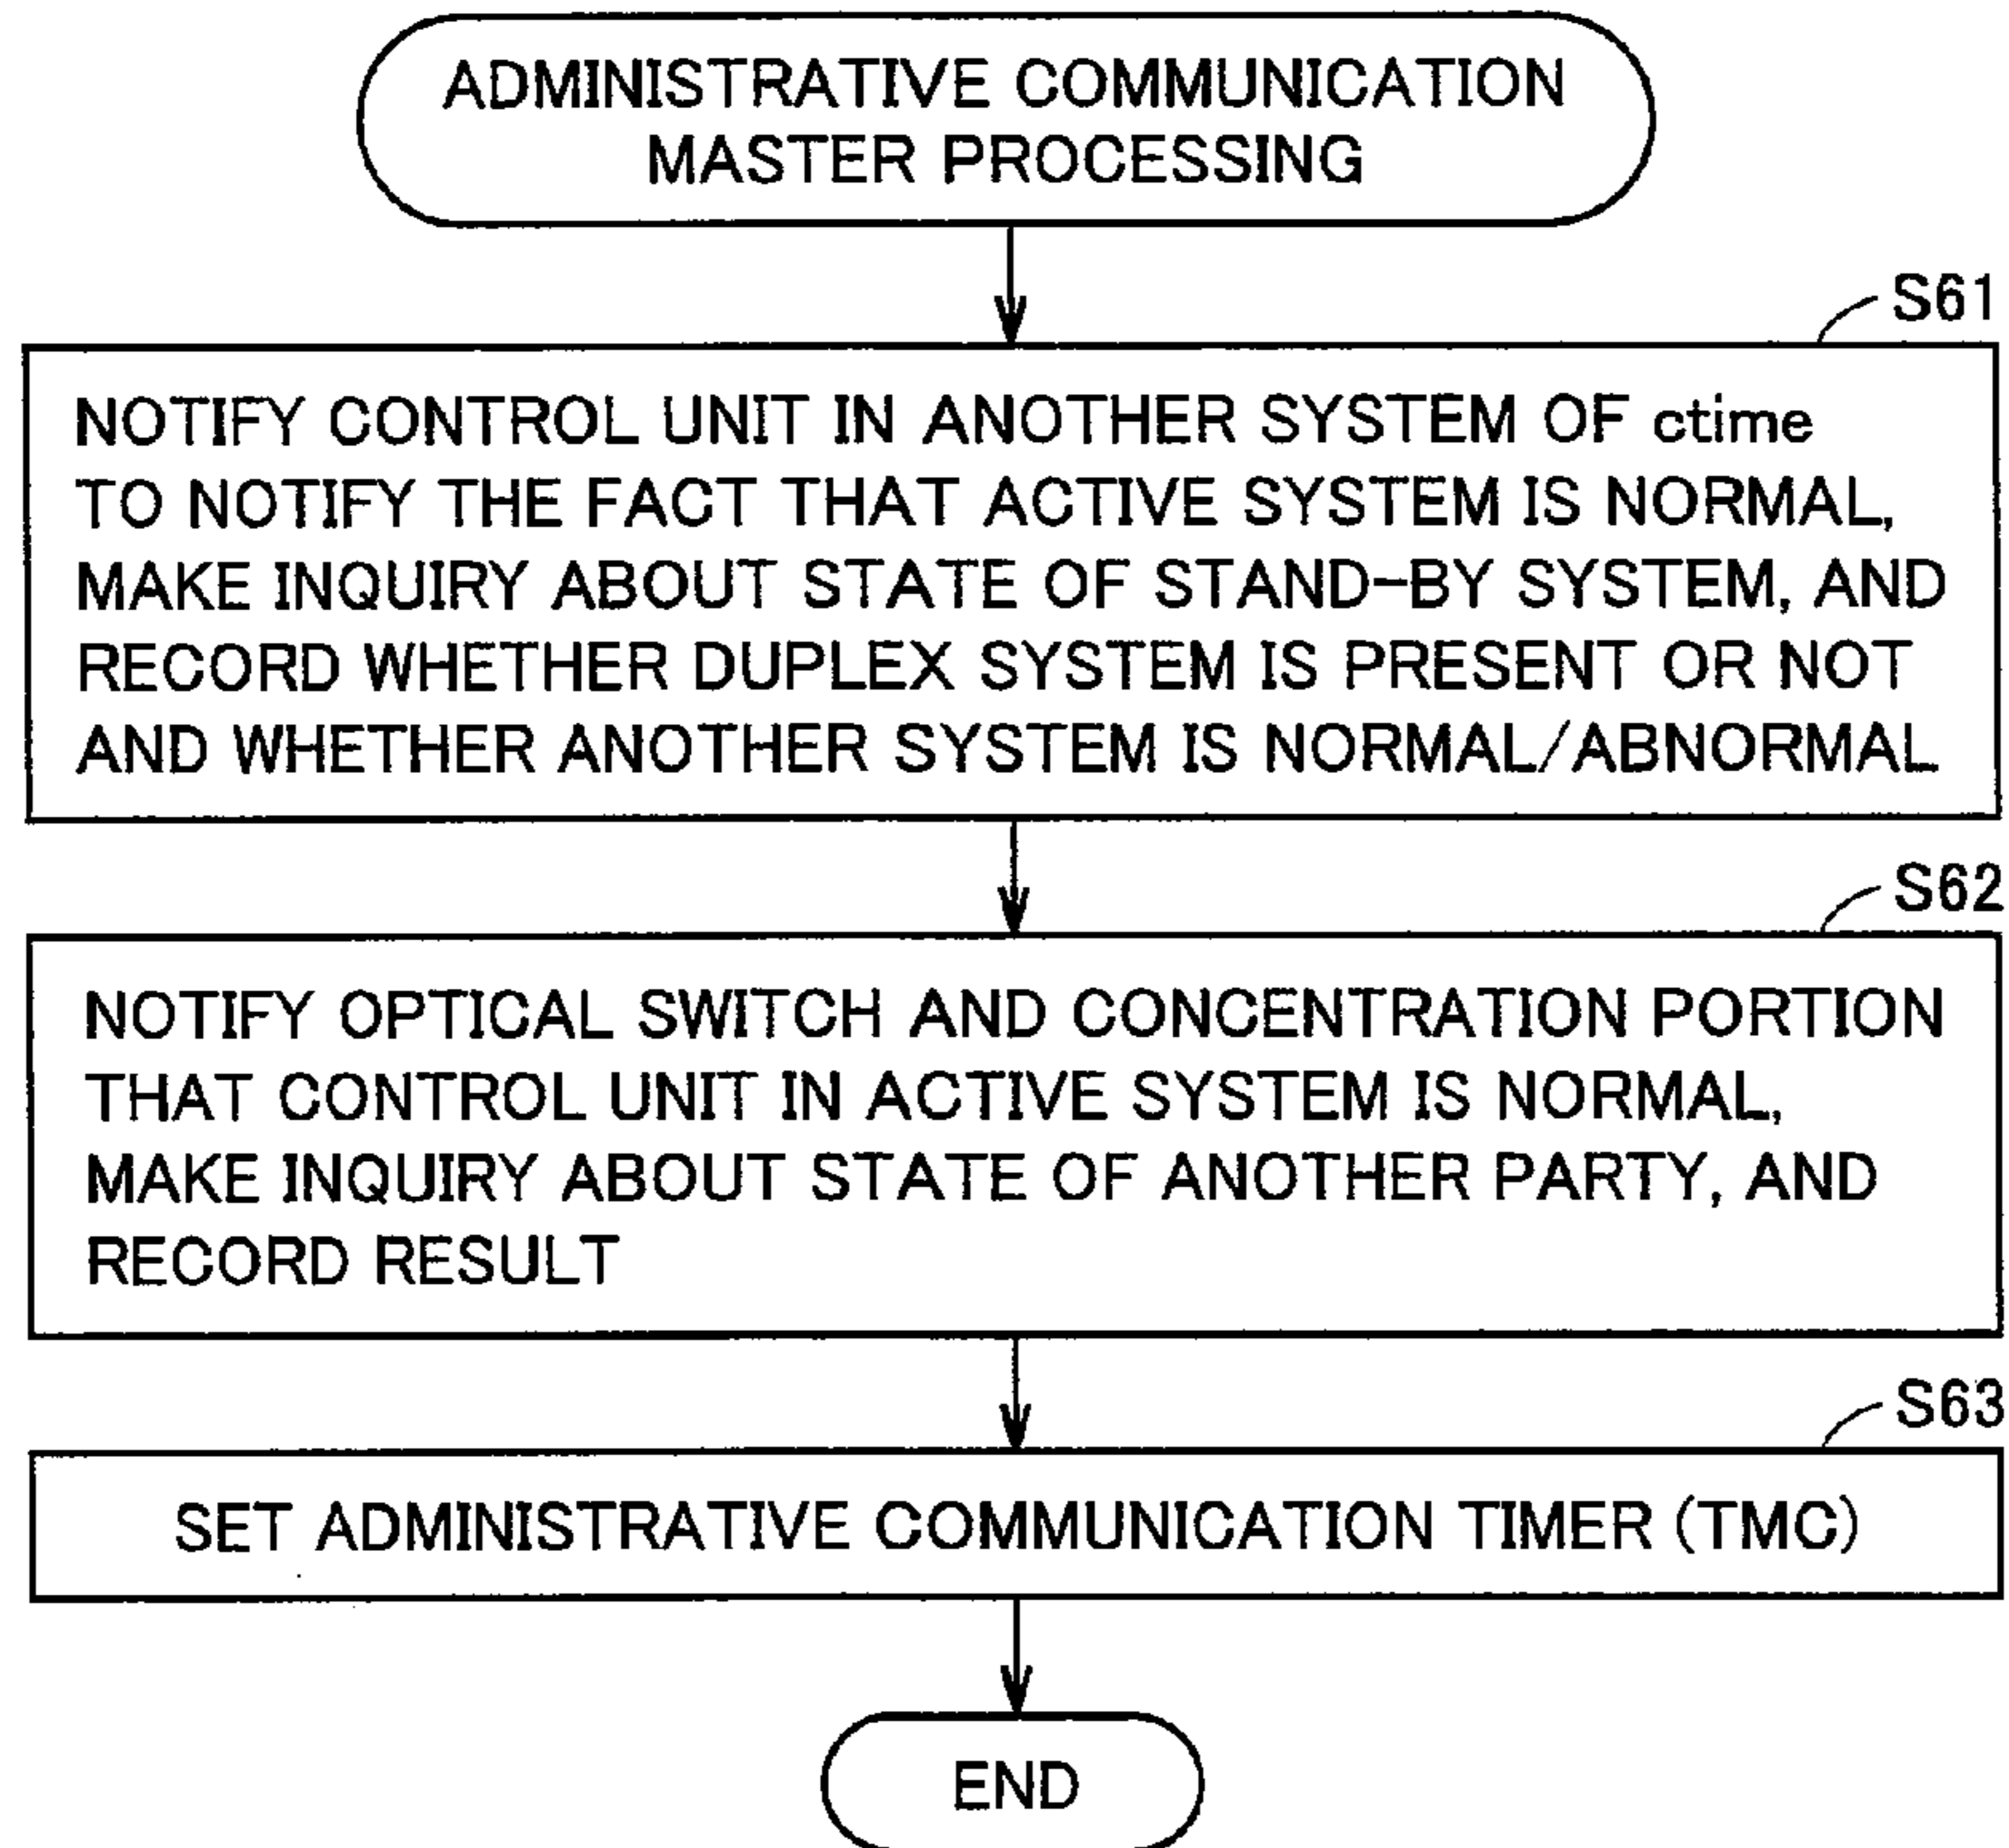 ADMINISTRATIVE COMMUNICATION
MASTER PROCESSING
S61
NOTIFY CONTROL UNIT IN ANOTHER SYSTEM OF ctime
TO NOTIFY THE FACT THAT ACTIVE SYSTEM IS NORMAL,
MAKE INQUIRY ABOUT STATE OF STAND-BY SYSTEM, AND
RECORD WHETHER DUPLEX SYSTEM IS PRESENT OR NOT
AND WHETHER ANOTHER SYSTEM IS NORMAL/ABNORMAL
S62
NOTIFY OPTICAL SWITCH AND CONCENTRATION PORTION
THAT CONTROL UNIT IN ACTIVE SYSTEM IS NORMAL,
MAKE INQUIRY ABOUT STATE OF ANOTHER PARTY, AND
RECORD RESULT
S63
SET ADMINISTRATIVE COMMUNICATION TIMER (TMC)
END